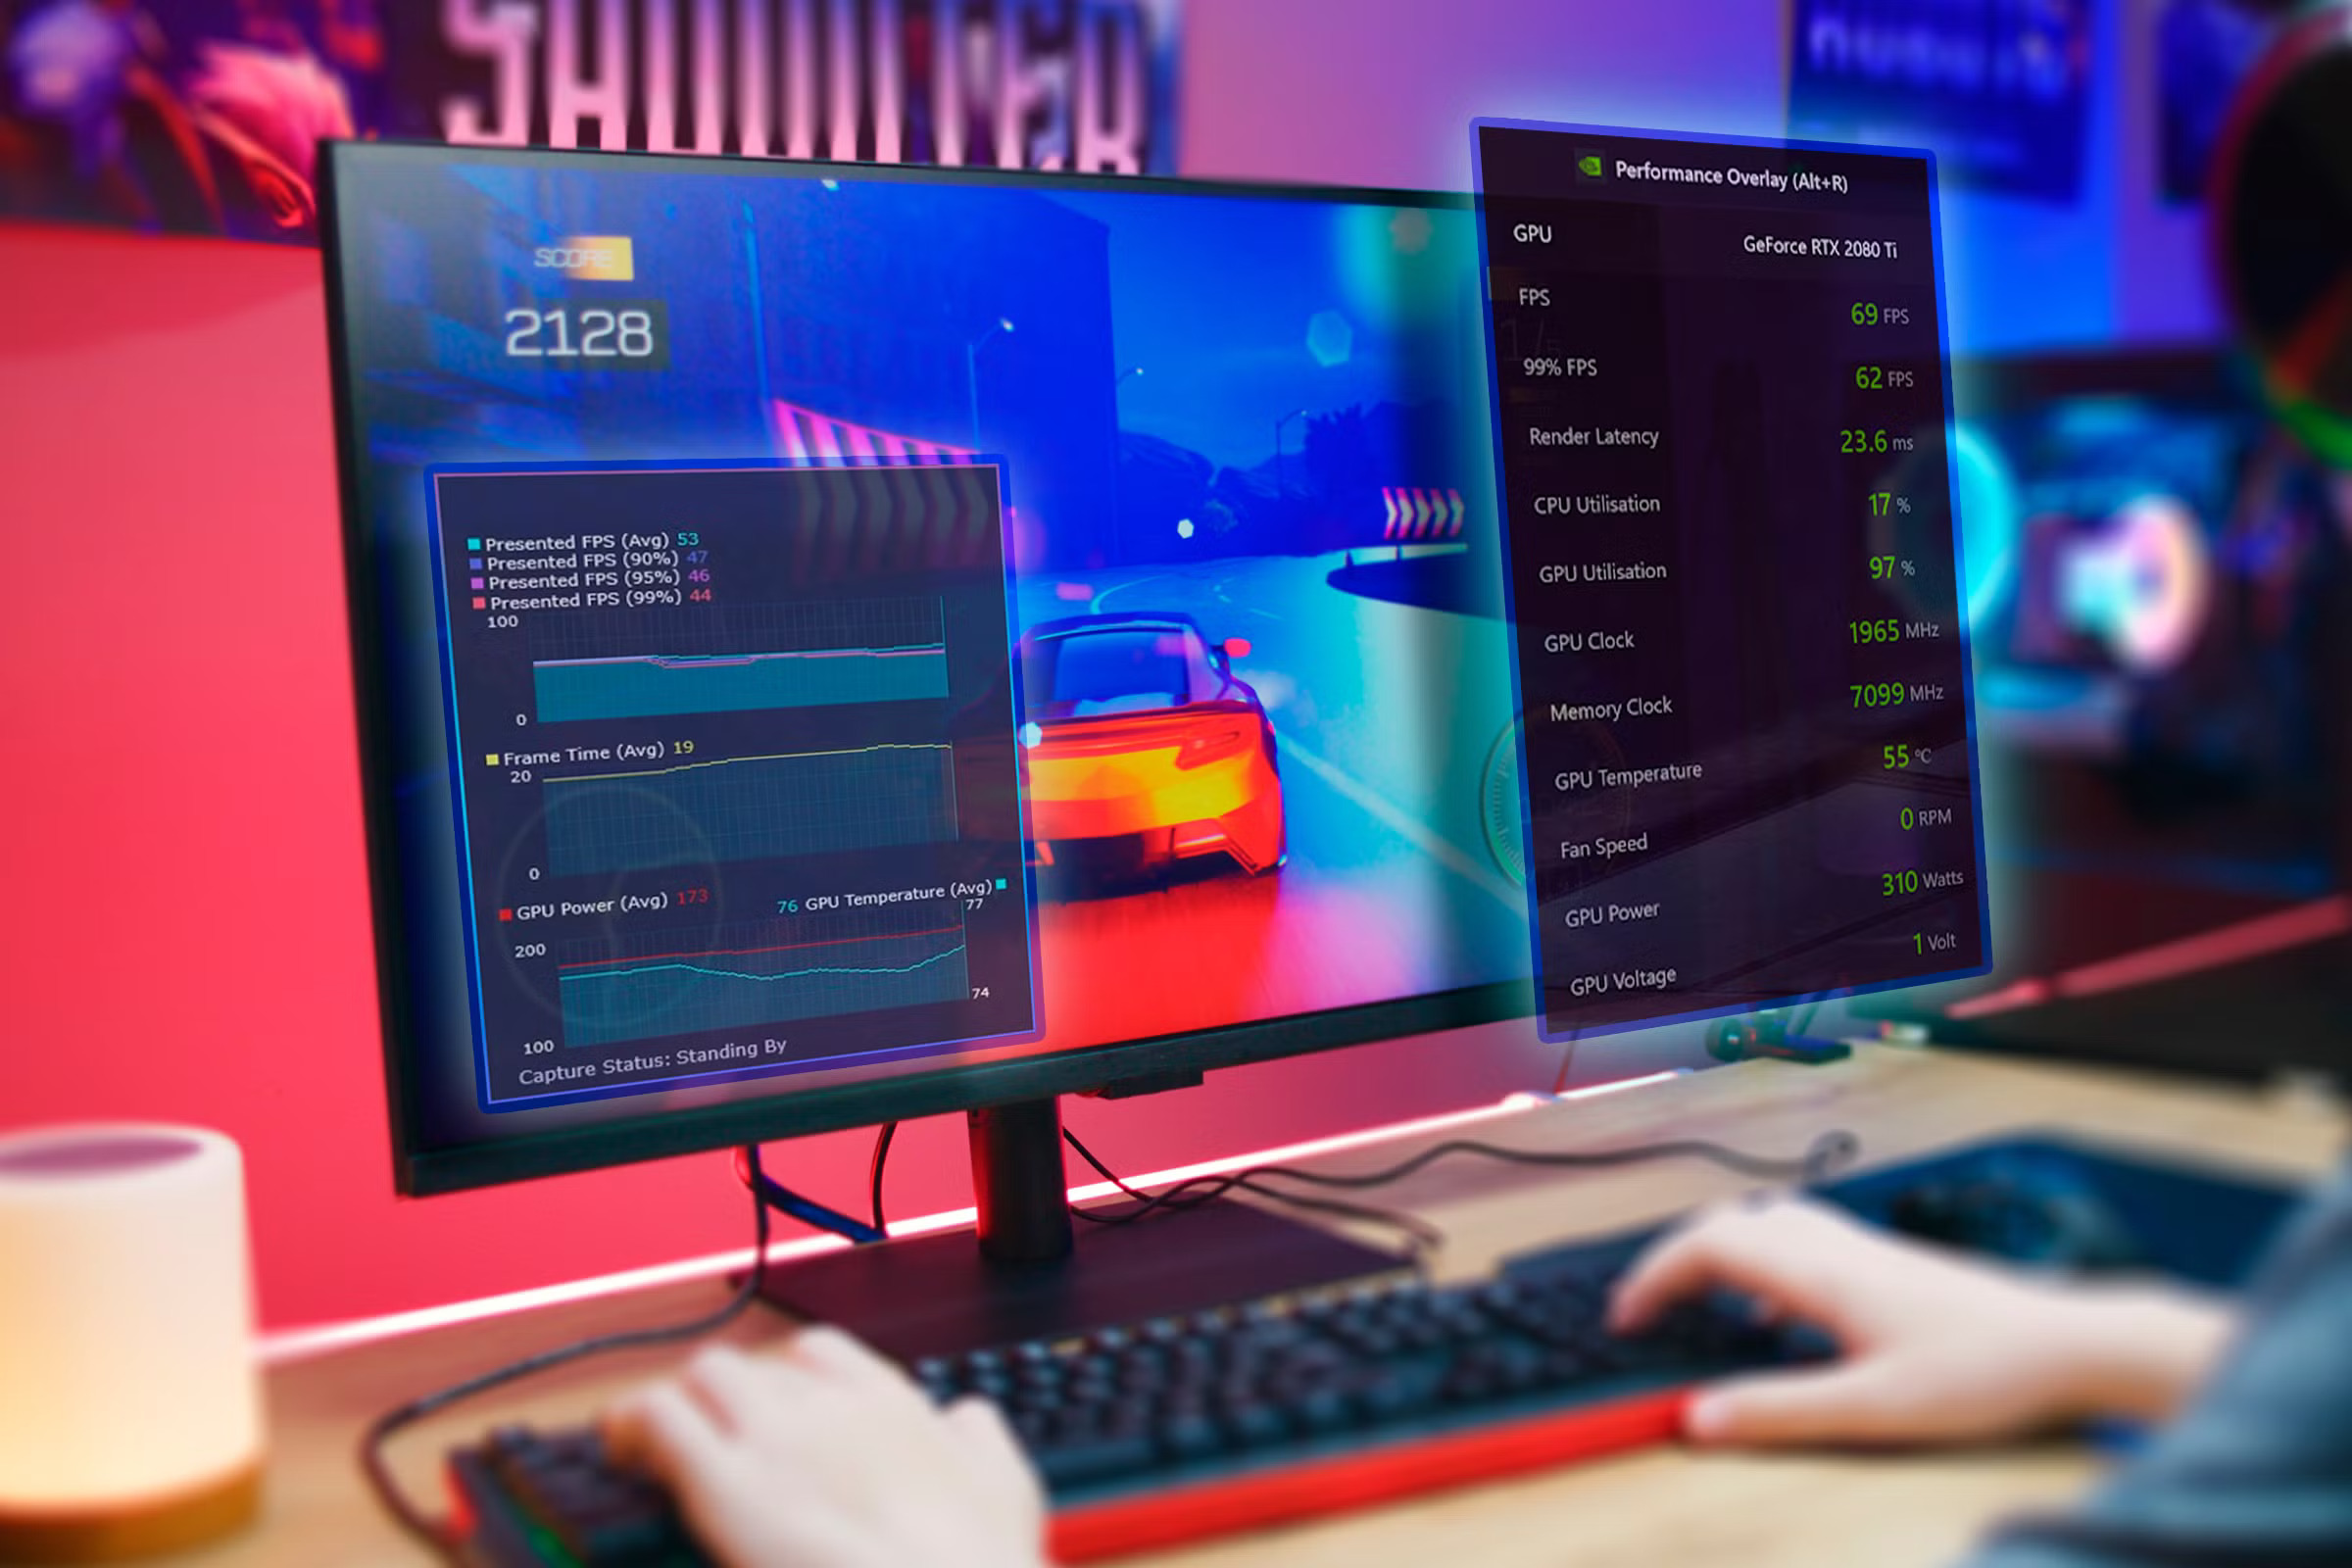 SCORE
2128
Presented FPS (Avg) 53
Presented FPS (90%) 47
Presented FPS (95%) 46
Presented FPS (99%) 44
100
0
Frame Time (Avg) 19
20
0
GPU Power (Avg) 173
76 GPU Temperature (Avg)
77
200
74
100
Capture Status: Standing By
Performance Overlay (Alt+R)
GPU GeForce RTX 2080 Ti
FPS 69 FPS
99% FPS 62 FPS
Render Latency 23.6 ms
CPU Utilisation 17 %
GPU Utilisation 97 %
GPU Clock 1965 MHz
Memory Clock 7099 MHz
GPU Temperature 55 °C
Fan Speed 0 RPM
GPU Power 310 Watts
GPU Voltage 1 Volt